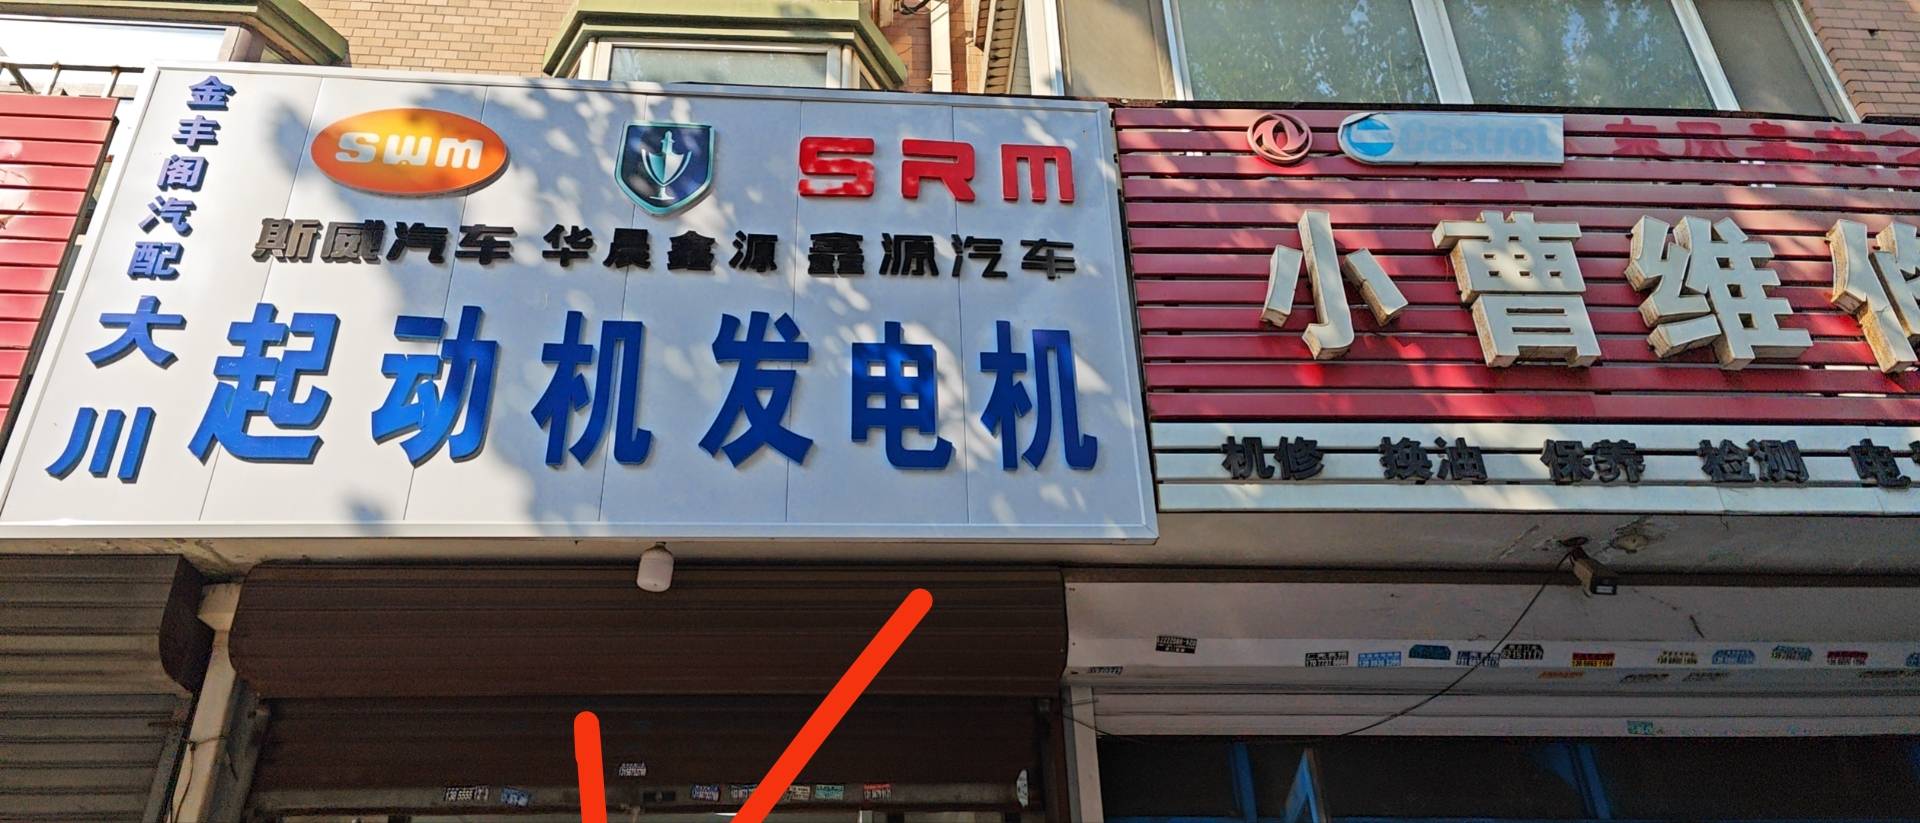 金丰阁汽配
大川
swm
SRM
斯威汽车 华晨鑫源 鑫源汽车
起动机发电机
Castrol
小曹维修
机修 换油 保养 检测